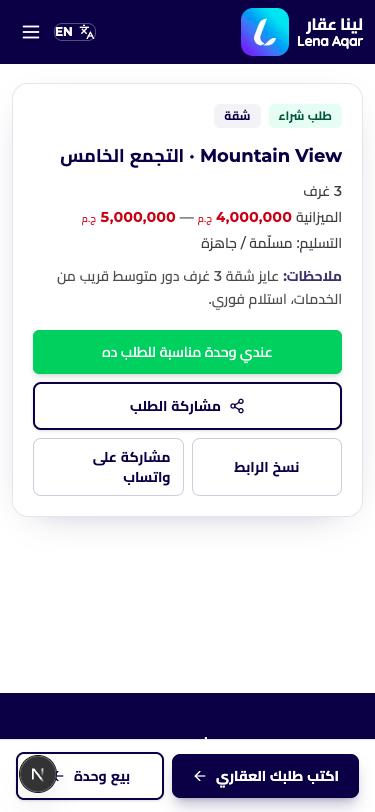 لينا عقار
Lena Aqar
EN
طلب شراء
شقة
Mountain View · التجمع الخامس
3 غرف
الميزانية 4,000,000 ج.م — 5,000,000 ج.م
التسليم: مسلّمة / جاهزة
ملاحظات: عايز شقة 3 غرف دور متوسط قريب من
الخدمات، استلام فوري.
عندي وحدة مناسبة للطلب ده
مشاركة الطلب
نسخ الرابط
مشاركة على
واتساب
اكتب طلبك العقاري
بيع وحدة
N